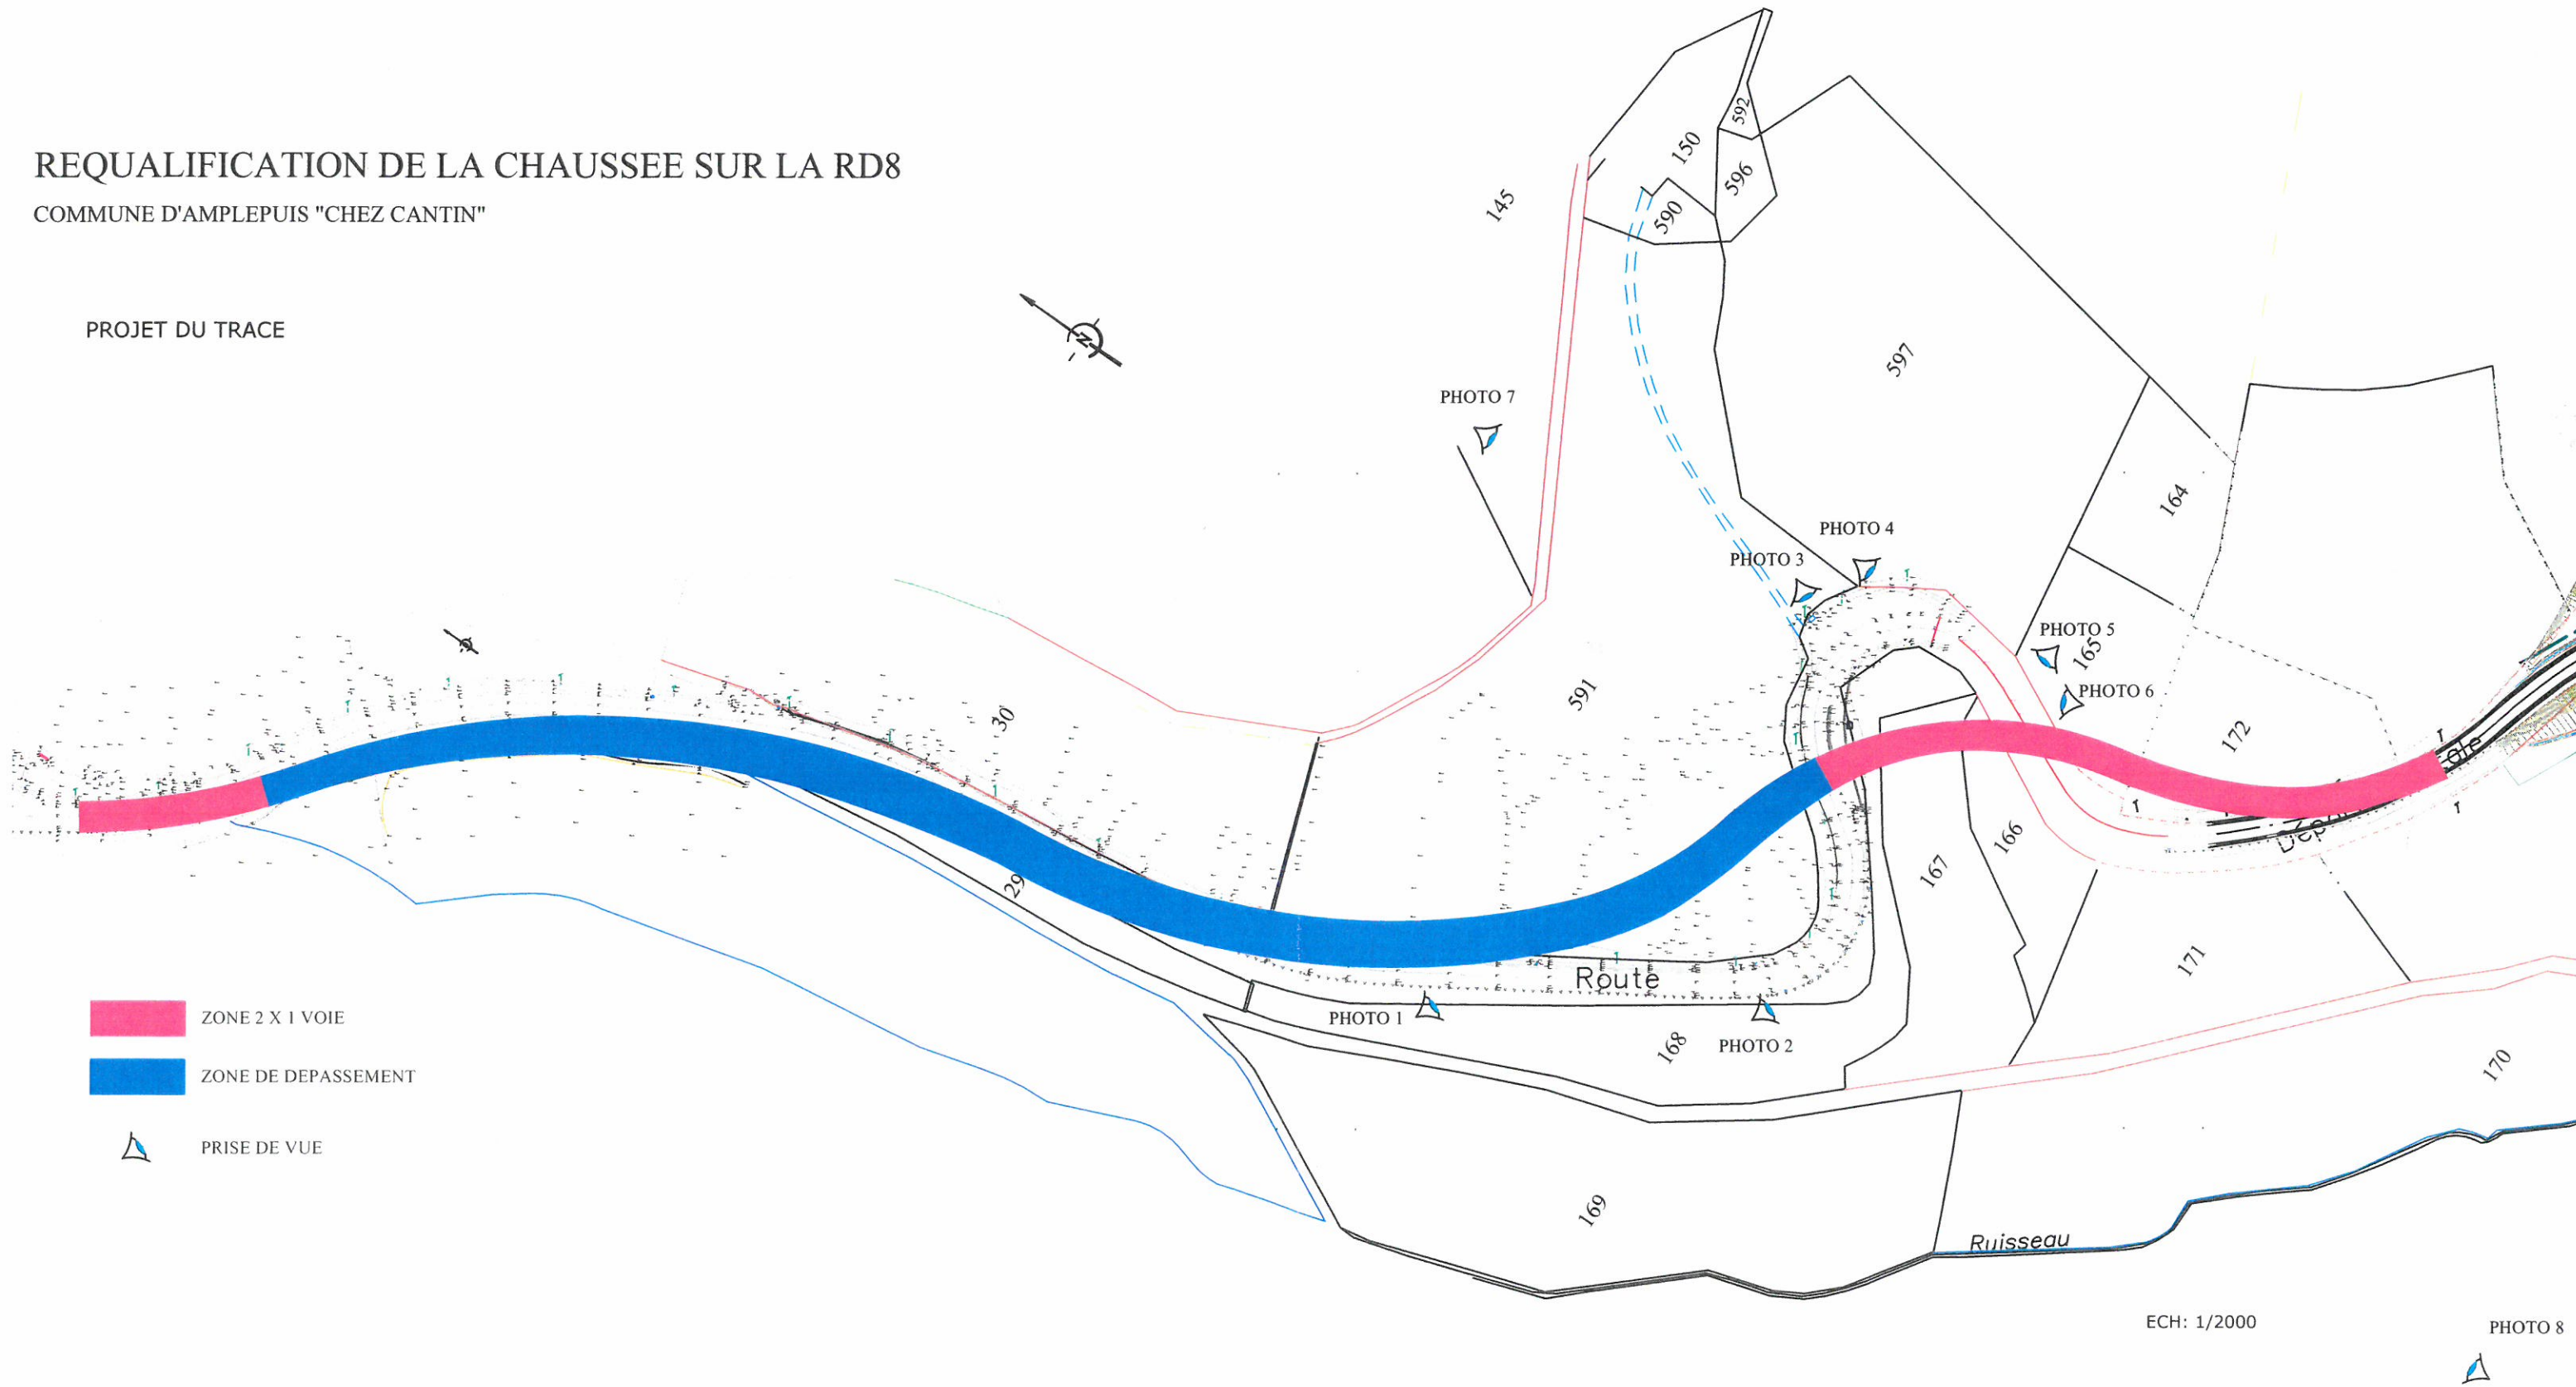 REQUALIFICATION DE LA CHAUSSEE SUR LA RD8
COMMUNE D'AMPLEPUIS "CHEZ CANTIN"
PROJET DU TRACE
N
592
150
596
145
590
597
PHOTO 7
164
PHOTO 4
PHOTO 3
PHOTO 5
165
PHOTO 6
591
30
172
29
166
167
171
Route
PHOTO 1
PHOTO 2
168
170
169
Ruisseau
ZONE 2 X 1 VOIE
ZONE DE DEPASSEMENT
PRISE DE VUE
ECH: 1/2000
PHOTO 8